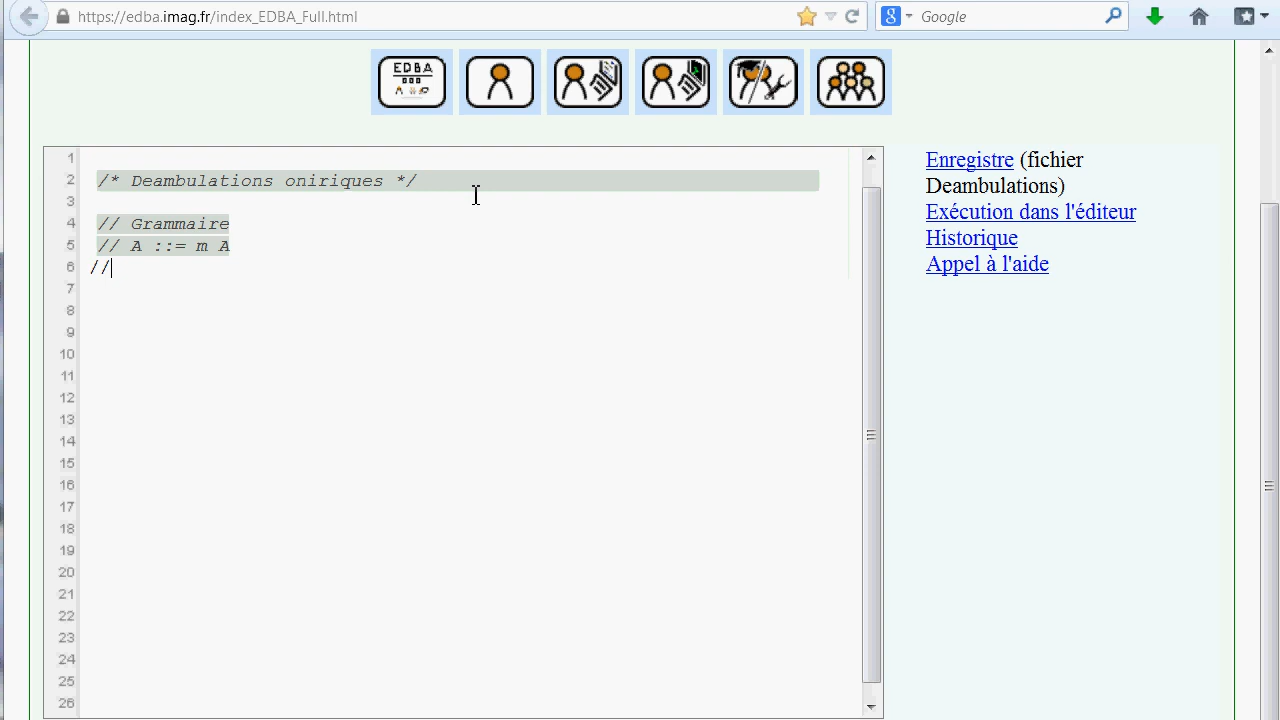 https://edba.imag.fr/index_EDBA_Full.html
8 Google
EDBA
1
2 /* Deambulations oniriques */
3
4 // Grammaire
5 // A ::= m A
6 //
7
8
9
10
11
12
13
14
15
16
17
18
19
20
21
22
23
24
25
26
Enregistre (fichier
Deambulations)
Exécution dans l'éditeur
Historique
Appel à l'aide